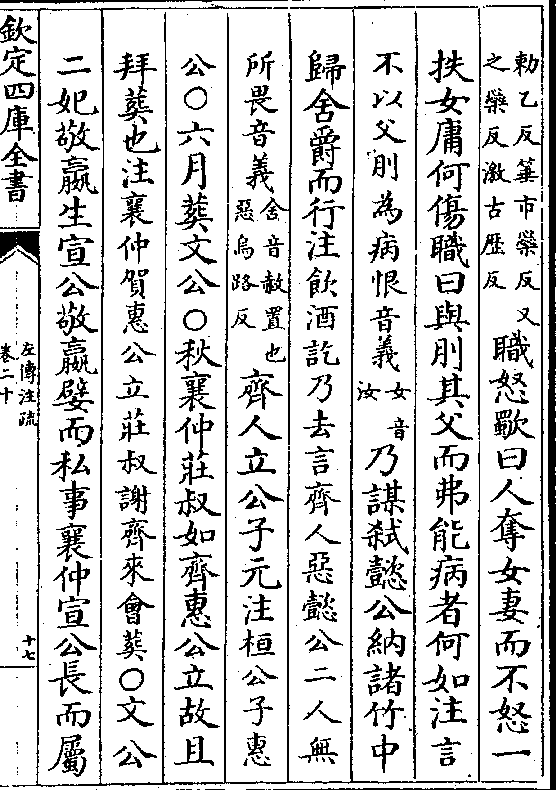 勅乙反箠市藥反又
之藥反激古歴反
職怒歜曰人奪女妻而不怒一
抶女庸何傷職曰與刖其父而弗能病者何如注言
不以父刖為病恨音義女音
汝
乃謀弑懿公納諸竹中
歸舍爵而行注飲酒訖乃去言齊人惡懿公二人無
所畏音義舍音赦置也
惡烏路反
齊人立公子元注桓公子惠
公○六月葬文公○秋襄仲莊叔如齊惠公立故且
拜葬也注襄仲賀惠公立莊叔謝齊來會葬○文公
二妃敬嬴生宣公敬嬴嬖而私事襄仲宣公長而屬
欽定四庫全書
左傳注疏
卷二十
十七